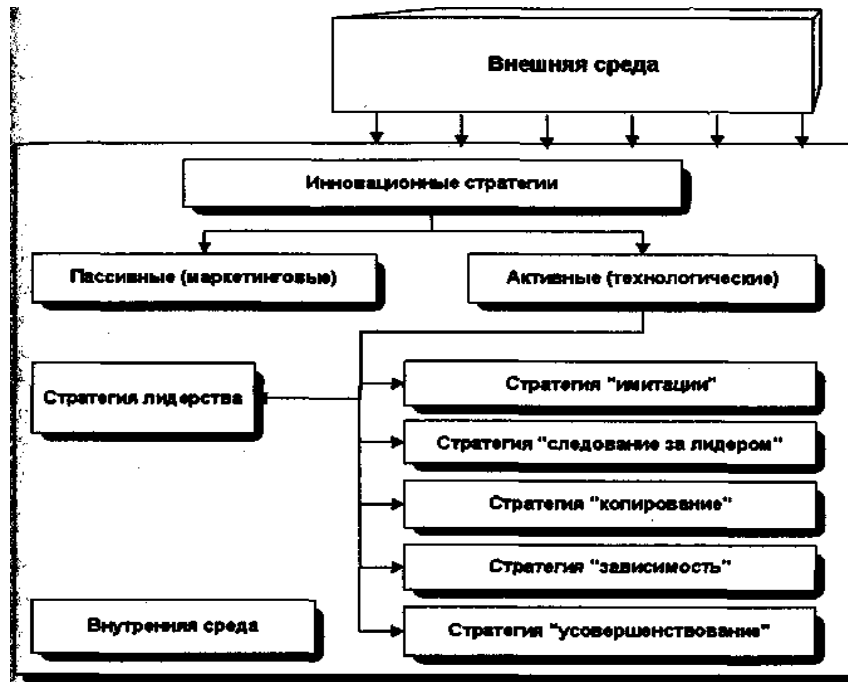 Внешняя среда
Инновационные стратегии
Пассивные (маркетинговые)
Активные (технологические)
Стратегия лидерства
Стратегия "имитации"
Стратегия "следование за лидером"
Стратегия "копирование"
Стратегия "зависимость"
Стратегия "усовершенствование"
Внутренняя среда